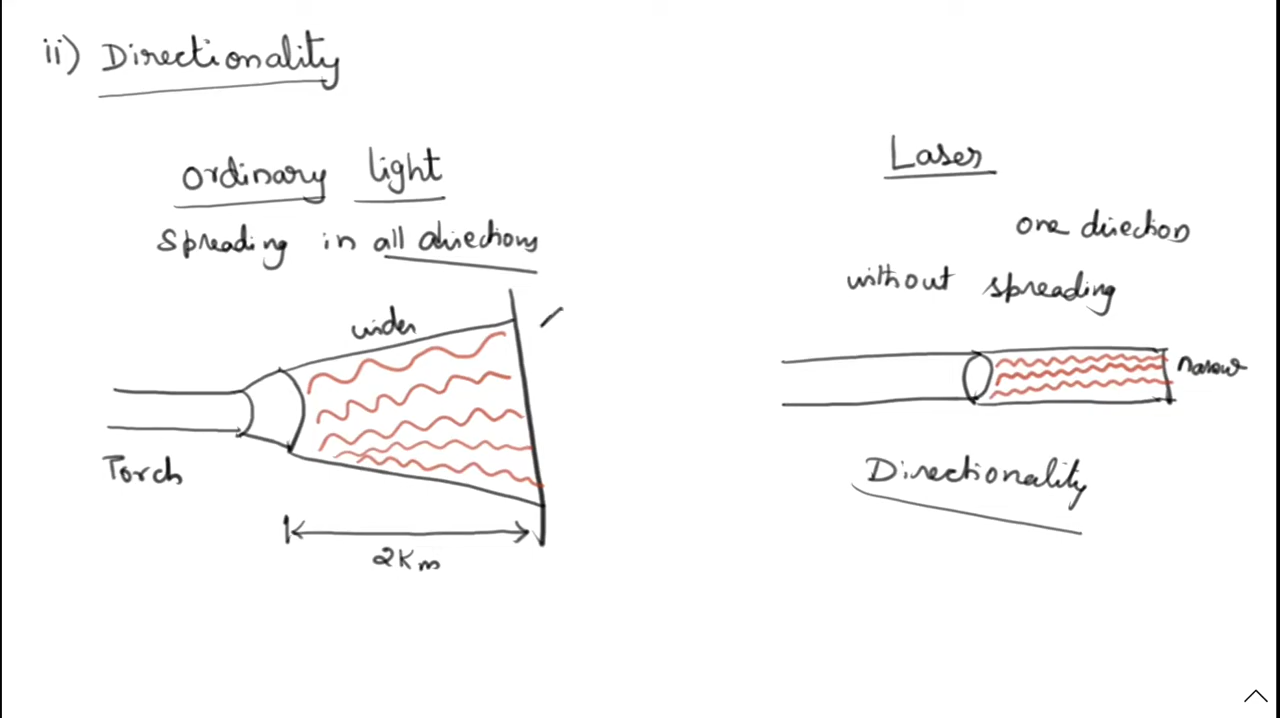 ii) Directionality
ordinary light
Spreading in all directions
wider
Torch
2Km
Laser
one direction
without spreading
narrow
Directionality